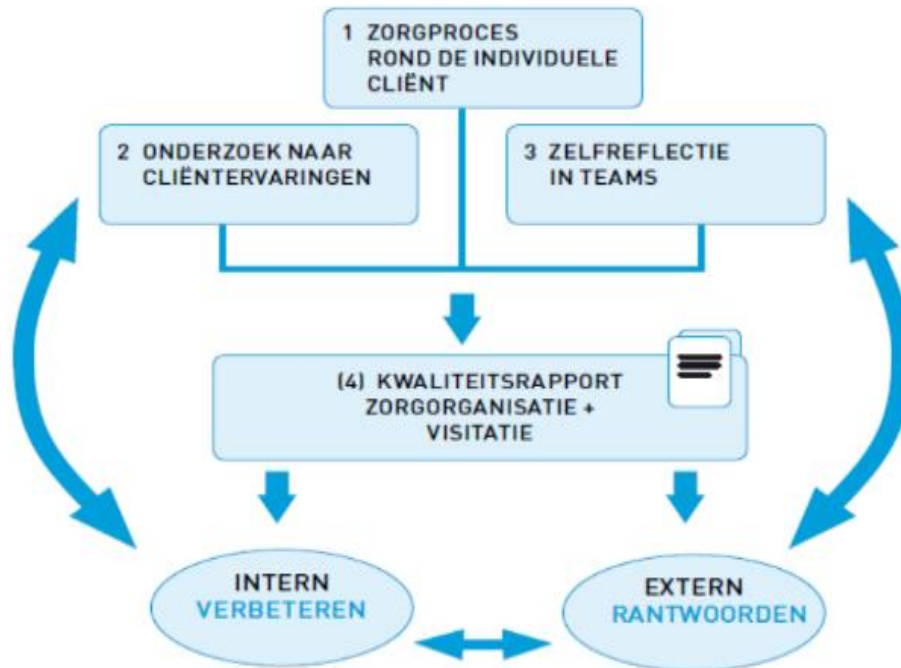 1 ZORGPROCES
ROND DE INDIVIDUELE
CLIËNT
2 ONDERZOEK NAAR
CLIËNTERVARINGEN
3 ZELFREFLECTIE
IN TEAMS
(4) KWALITEITSRAPPORT
ZORGORGANISATIE +
VISITATIE
INTERN
VERBETEREN
EXTERN
RANTWOORDEN